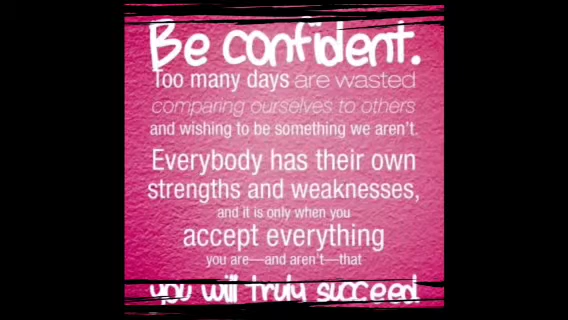 Be confident.
Too many days are wasted
comparing ourselves to others
and wishing to be something we aren't.
Everybody has their own
strengths and weaknesses,
and it is only when you
accept everything
you are—and aren't—that
you will truly succeed.